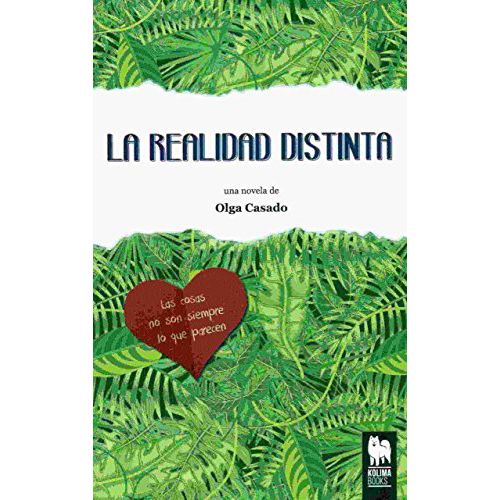 LA REALIDAD DISTINTA
una novela de
Olga Casado
Las cosas
no son siempre
lo que parecen
KOLIMA
BOOKS